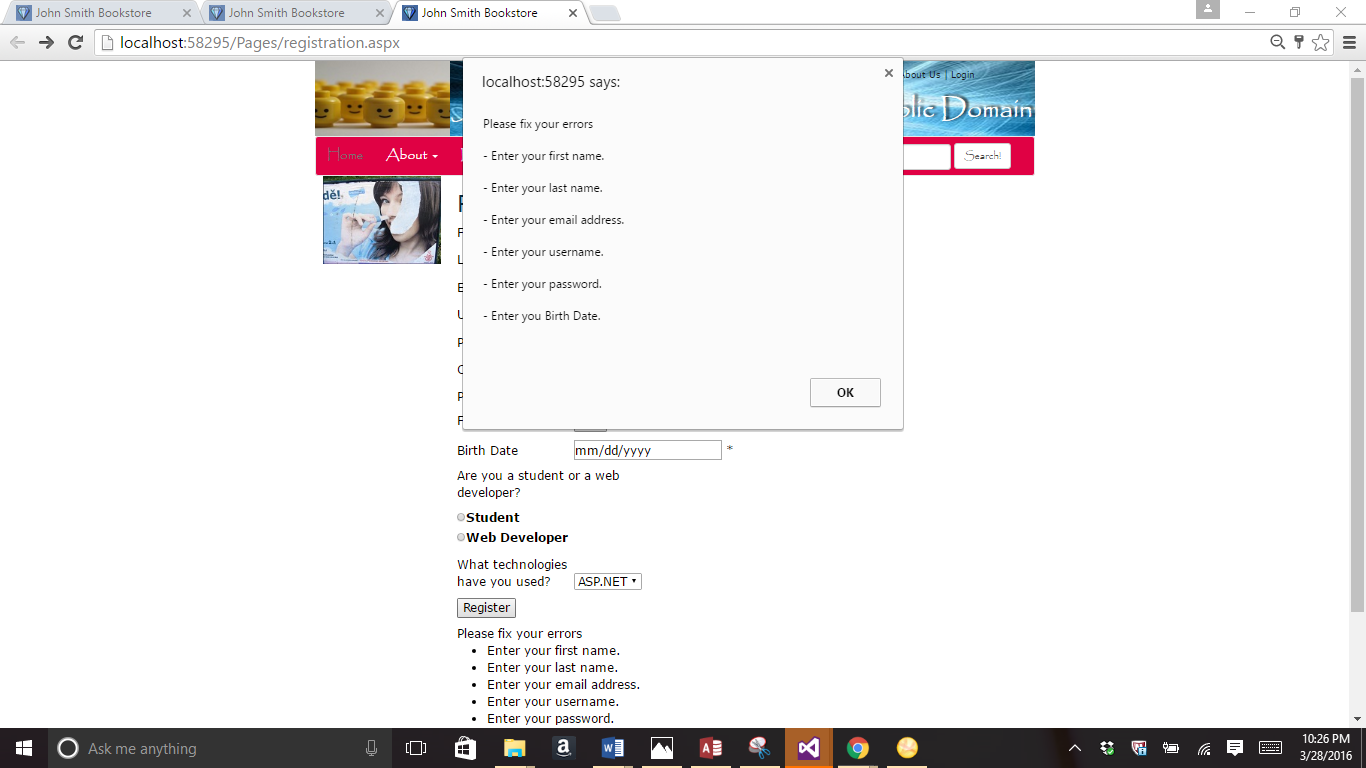 John Smith Bookstore
John Smith Bookstore
John Smith Bookstore
localhost:58295/Pages/registration.aspx
localhost:58295 says:
Please fix your errors
- Enter your first name.
- Enter your last name.
- Enter your email address.
- Enter your username.
- Enter your password.
- Enter you Birth Date.
OK
About Us | Login
Domain
Home About
Search!
dě!
Birth Date mm/dd/yyyy *
Are you a student or a web
developer?
Student
Web Developer
What technologies
have you used? ASP.NET
Register
Please fix your errors
• Enter your first name.
• Enter your last name.
• Enter your email address.
• Enter your username.
• Enter your password.
Ask me anything
10:26 PM
3/28/2016